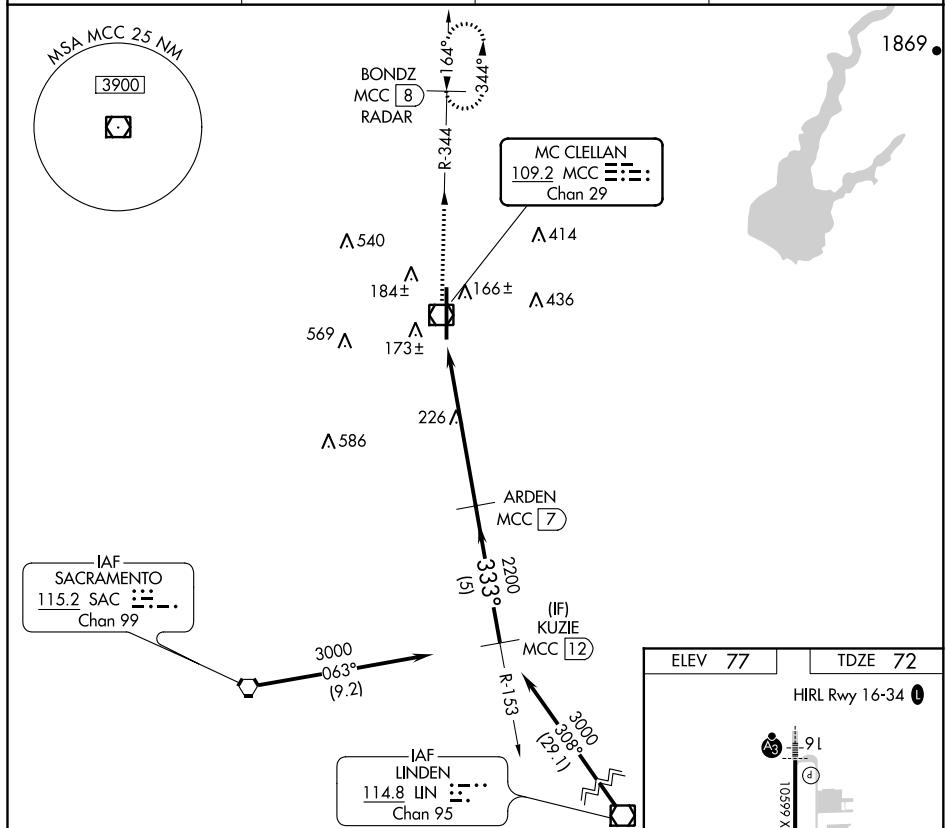 MSA MCC 25 NM
3900
BONDZ
MCC 8
RADAR
164°
344°
R-344
1869
MC CLELLAN
109.2 MCC
Chan 29
540
414
184±
166±
436
569
173±
226
586
ARDEN
MCC 7
2200
333°
(5)
IAF
SACRAMENTO
115.2 SAC
Chan 99
(IF)
KUZIE
MCC 12
3000
063°
(9.2)
R-153
3000
308°
(29.1)
IAF
LINDEN
114.8 LIN
Chan 95
ELEV 77
TDZE 72
HIRL Rwy 16-34 L
A3
16
P
10599 X